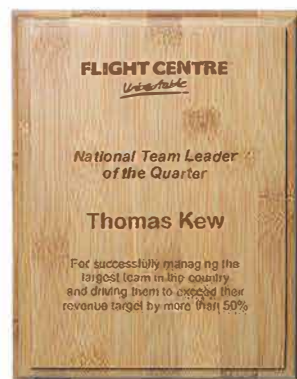 FLIGHT CENTRE
Unbeatable
National Team Leader
of the Quarter
Thomas Kew
For successfully managing the
largest team in the country
and driving them to exceed their
revenue target by more than 50%